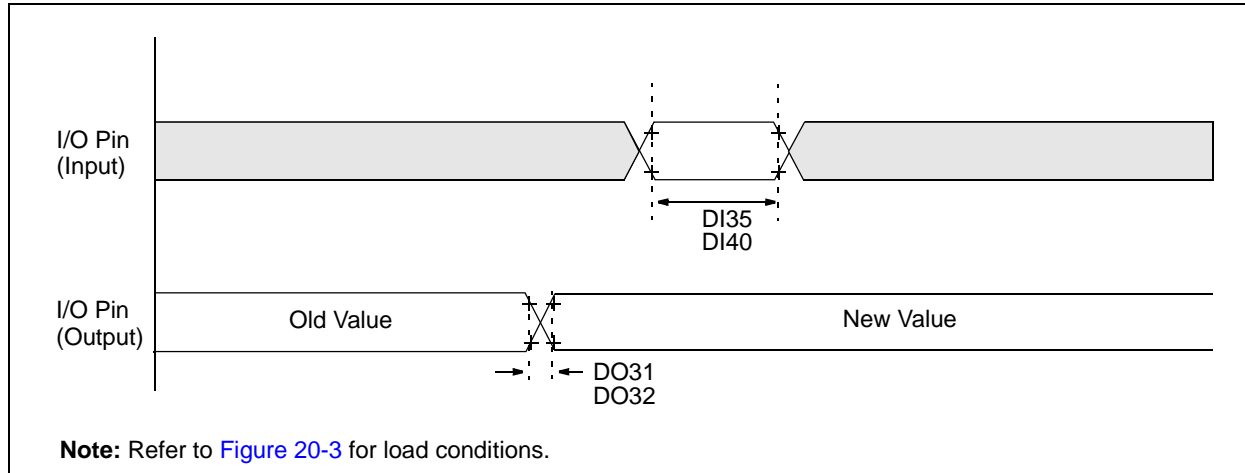 I/O Pin
(Input)
DI35
DI40
I/O Pin
(Output)
Old Value
New Value
DO31
DO32
Note: Refer to Figure 20-3 for load conditions.